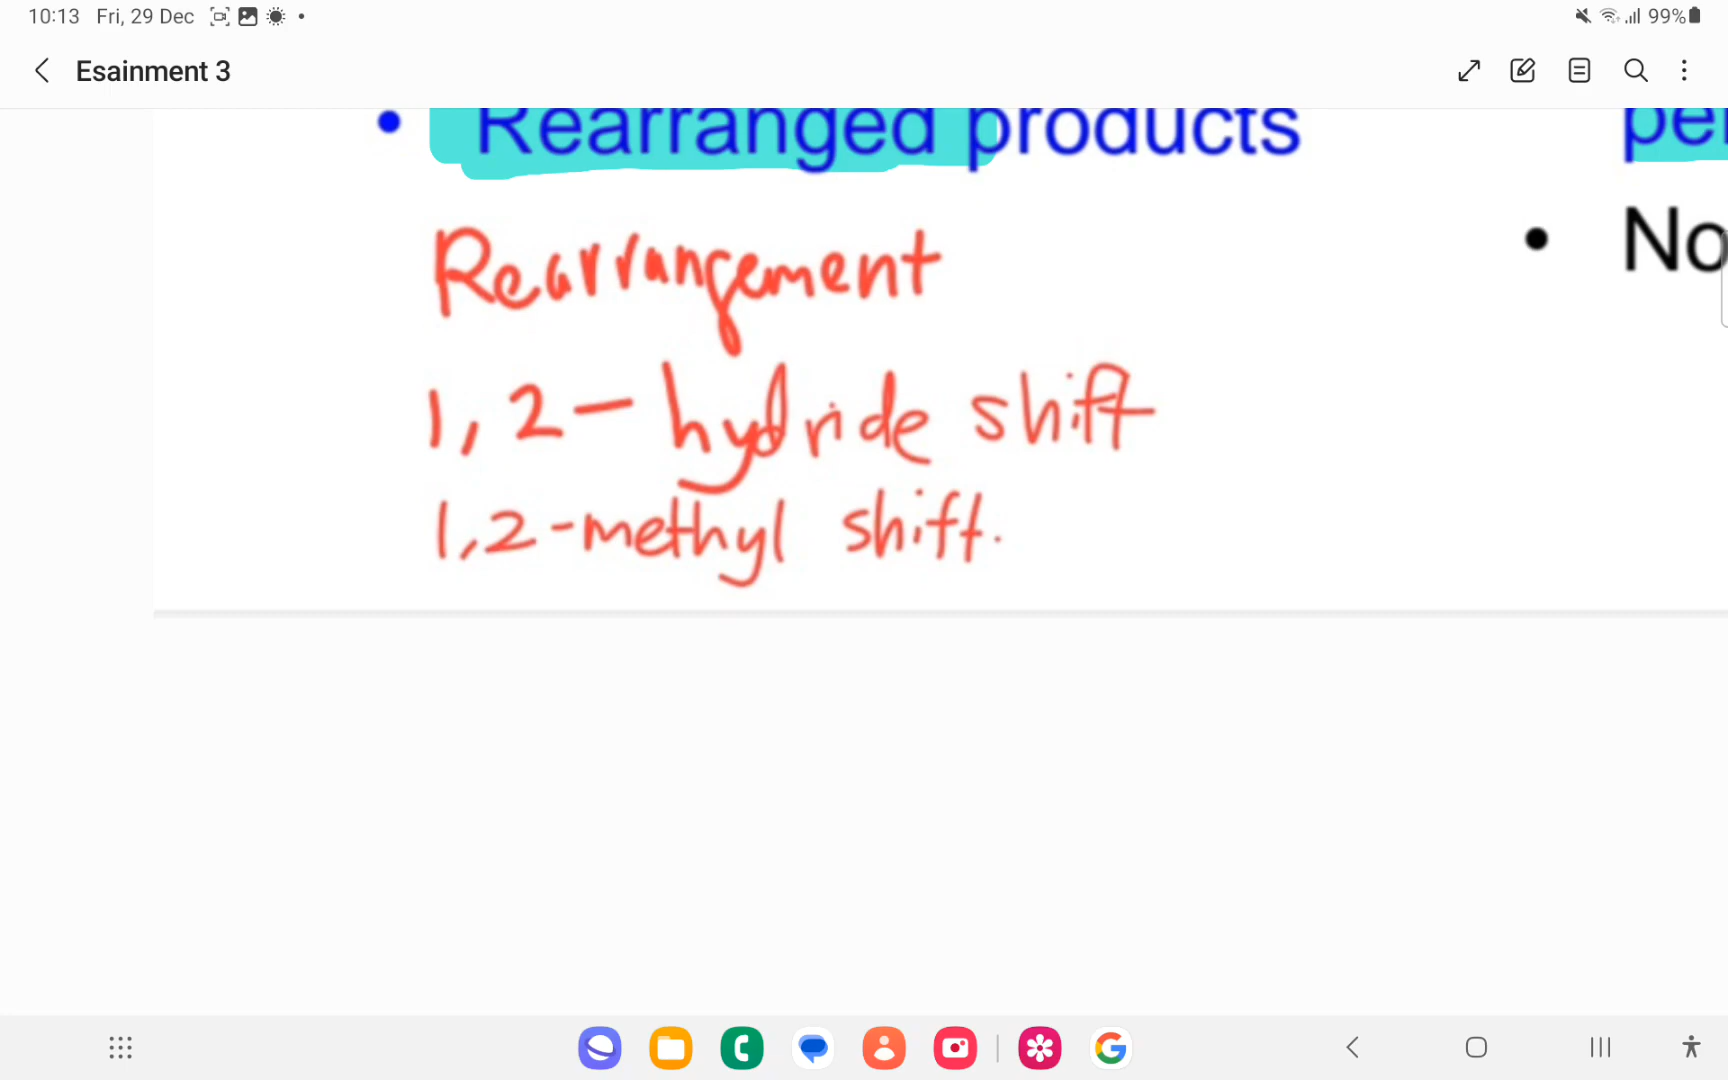 10:13 Fri, 29 Dec
99%
Esainment 3
• Rearranged products
• No
Rearrangement
1,2-hydride shift
1,2-methyl shift.